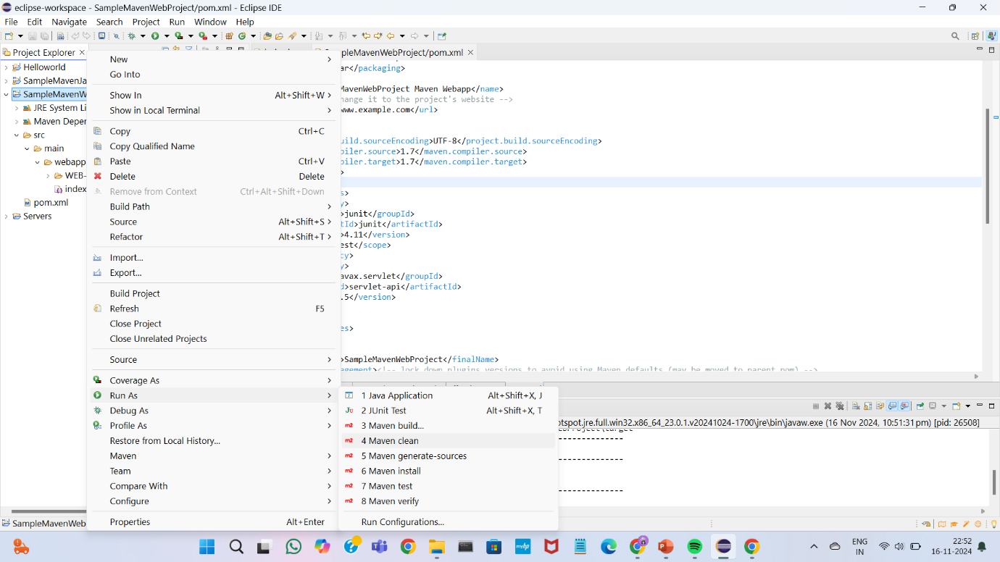 eclipse-workspace - SampleMavenWebProject/pom.xml - Eclipse IDE
File Edit Navigate Search Project Run Window Help
Project Explorer
pleMavenWebProject/pom.xml
Helloworld
SampleMavenJa
SampleMavenW
JRE System Li
Maven Deper
src
main
webapp
WEB-
index
pom.xml
Servers
New
Go Into
Show In Alt+Shift+W
Show in Local Terminal
Copy Ctrl+C
Copy Qualified Name
Paste Ctrl+V
Delete Delete
Remove from Context Ctrl+Alt+Shift+Down
Build Path
Source Alt+Shift+S
Refactor Alt+Shift+T
Import...
Export...
Build Project
Refresh F5
Close Project
Close Unrelated Projects
Source
Coverage As
Run As
Debug As
Profile As
Restore from Local History...
Maven
Team
Compare With
Configure
Properties Alt+Enter
ar</packaging>
MavenWebProject Maven Webapp</name>
hange it to the project's website -->
www.example.com</url>
uild.sourceEncoding>UTF-8</project.build.sourceEncoding>
piler.source>1.7</maven.compiler.source>
piler.target>1.7</maven.compiler.target>
>
s>
y>
>junit</groupId>
tId>junit</artifactId>
>4.11</version>
est</scope>
cy>
y>
avax.servlet</groupId>
d>servlet-api</artifactId>
.5</version>
es>
>SampleMavenWebProject</finalName>
agement><!-- lock down plugins versions to avoid using Maven defaults (may be moved to parent pom) -->
1 Java Application Alt+Shift+X, J
2 JUnit Test Alt+Shift+X, T
3 Maven build...
4 Maven clean
5 Maven generate-sources
6 Maven install
7 Maven test
8 Maven verify
Run Configurations...
otspot.jre.full.win32.x86_64_23.0.1.v20241024-1700\jre\bin\javaw.exe (16 Nov 2024, 10:51:31 pm) [pid: 26508]
--------------
--------------
--------------
SampleMavenWeb
ENG
IN
22:52
16-11-2024